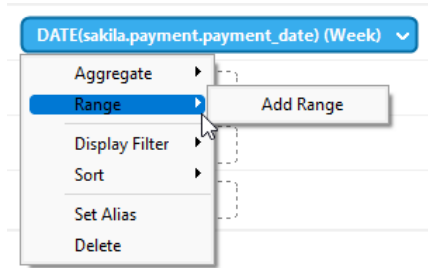 DATE(sakila.payment.payment_date) (Week)
Aggregate
Range
Add Range
Display Filter
Sort
Set Alias
Delete